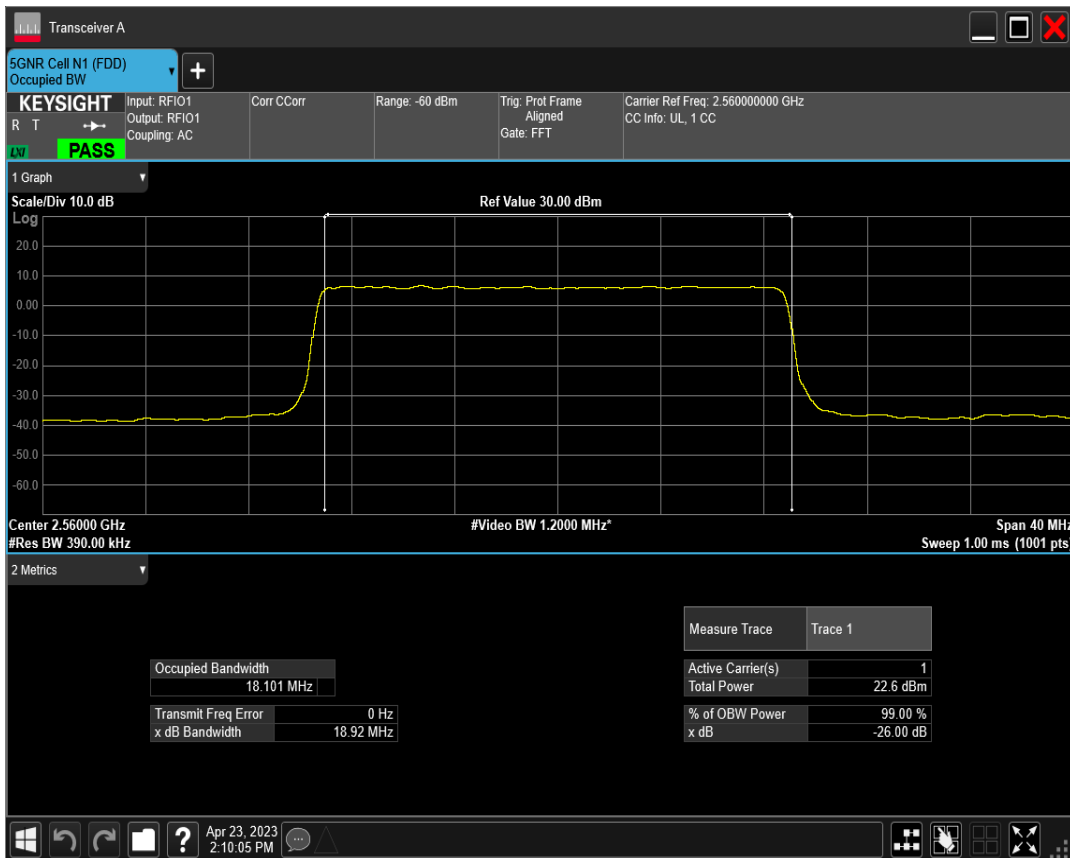 Transceiver A
5GNR Cell N1 (FDD)
Occupied BW
KEYSIGHT
R T
LXI
PASS
Input: RFIO1
Output: RFIO1
Coupling: AC
Corr CCorr
Range: -60 dBm
Trig: Prot Frame
Aligned
Gate: FFT
Carrier Ref Freq: 2.560000000 GHz
CC Info: UL, 1 CC
1 Graph
Scale/Div 10.0 dB
Ref Value 30.00 dBm
Log
20.0
10.0
0.00
-10.0
-20.0
-30.0
-40.0
-50.0
-60.0
Center 2.56000 GHz
#Video BW 1.2000 MHz*
Span 40 MHz
#Res BW 390.00 kHz
Sweep 1.00 ms (1001 pts)
2 Metrics
Measure Trace Trace 1
Occupied Bandwidth
18.101 MHz
Active Carrier(s) 1
Total Power 22.6 dBm
Transmit Freq Error 0 Hz
x dB Bandwidth 18.92 MHz
% of OBW Power 99.00 %
x dB -26.00 dB
?
Apr 23, 2023
2:10:05 PM